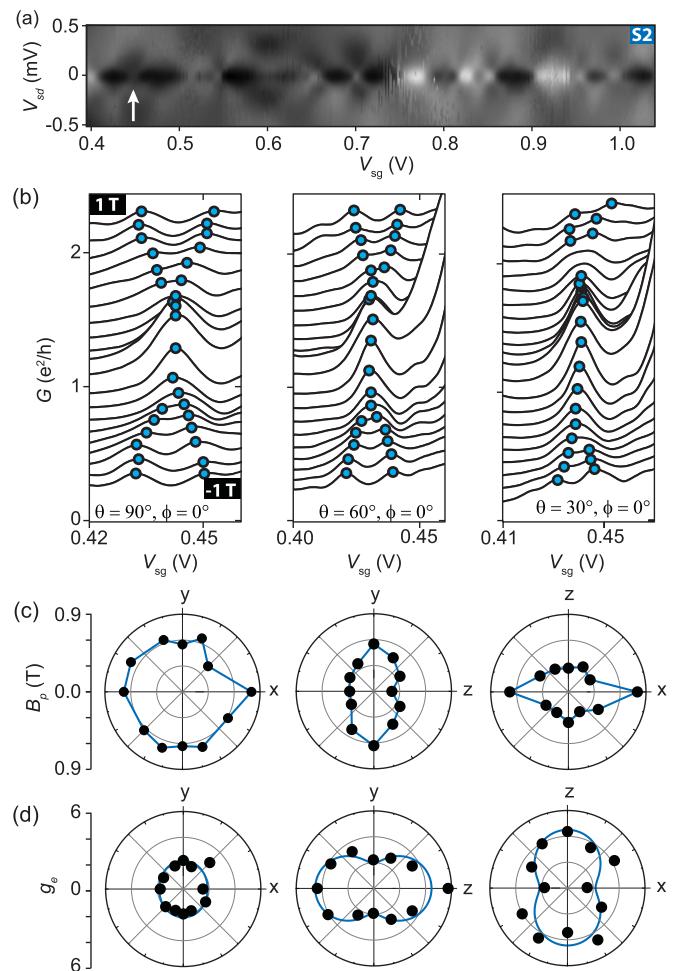 (a)
S2
0.5
0
-0.5
V_sd (mV)
0.4 0.5 0.6 0.7 0.8 0.9 1.0
V_sg (V)
(b)
1 T
2
1
0
G (e²/h)
-1 T
θ = 90°, ϕ = 0°
θ = 60°, ϕ = 0°
θ = 30°, ϕ = 0°
0.42 0.45
0.40 0.45
0.41 0.45
V_sg (V)
V_sg (V)
V_sg (V)
(c)
0.9
0.0
0.9
B_p (T)
y
x
y
z
z
x
(d)
6
0
6
g_e
y
x
y
z
z
x